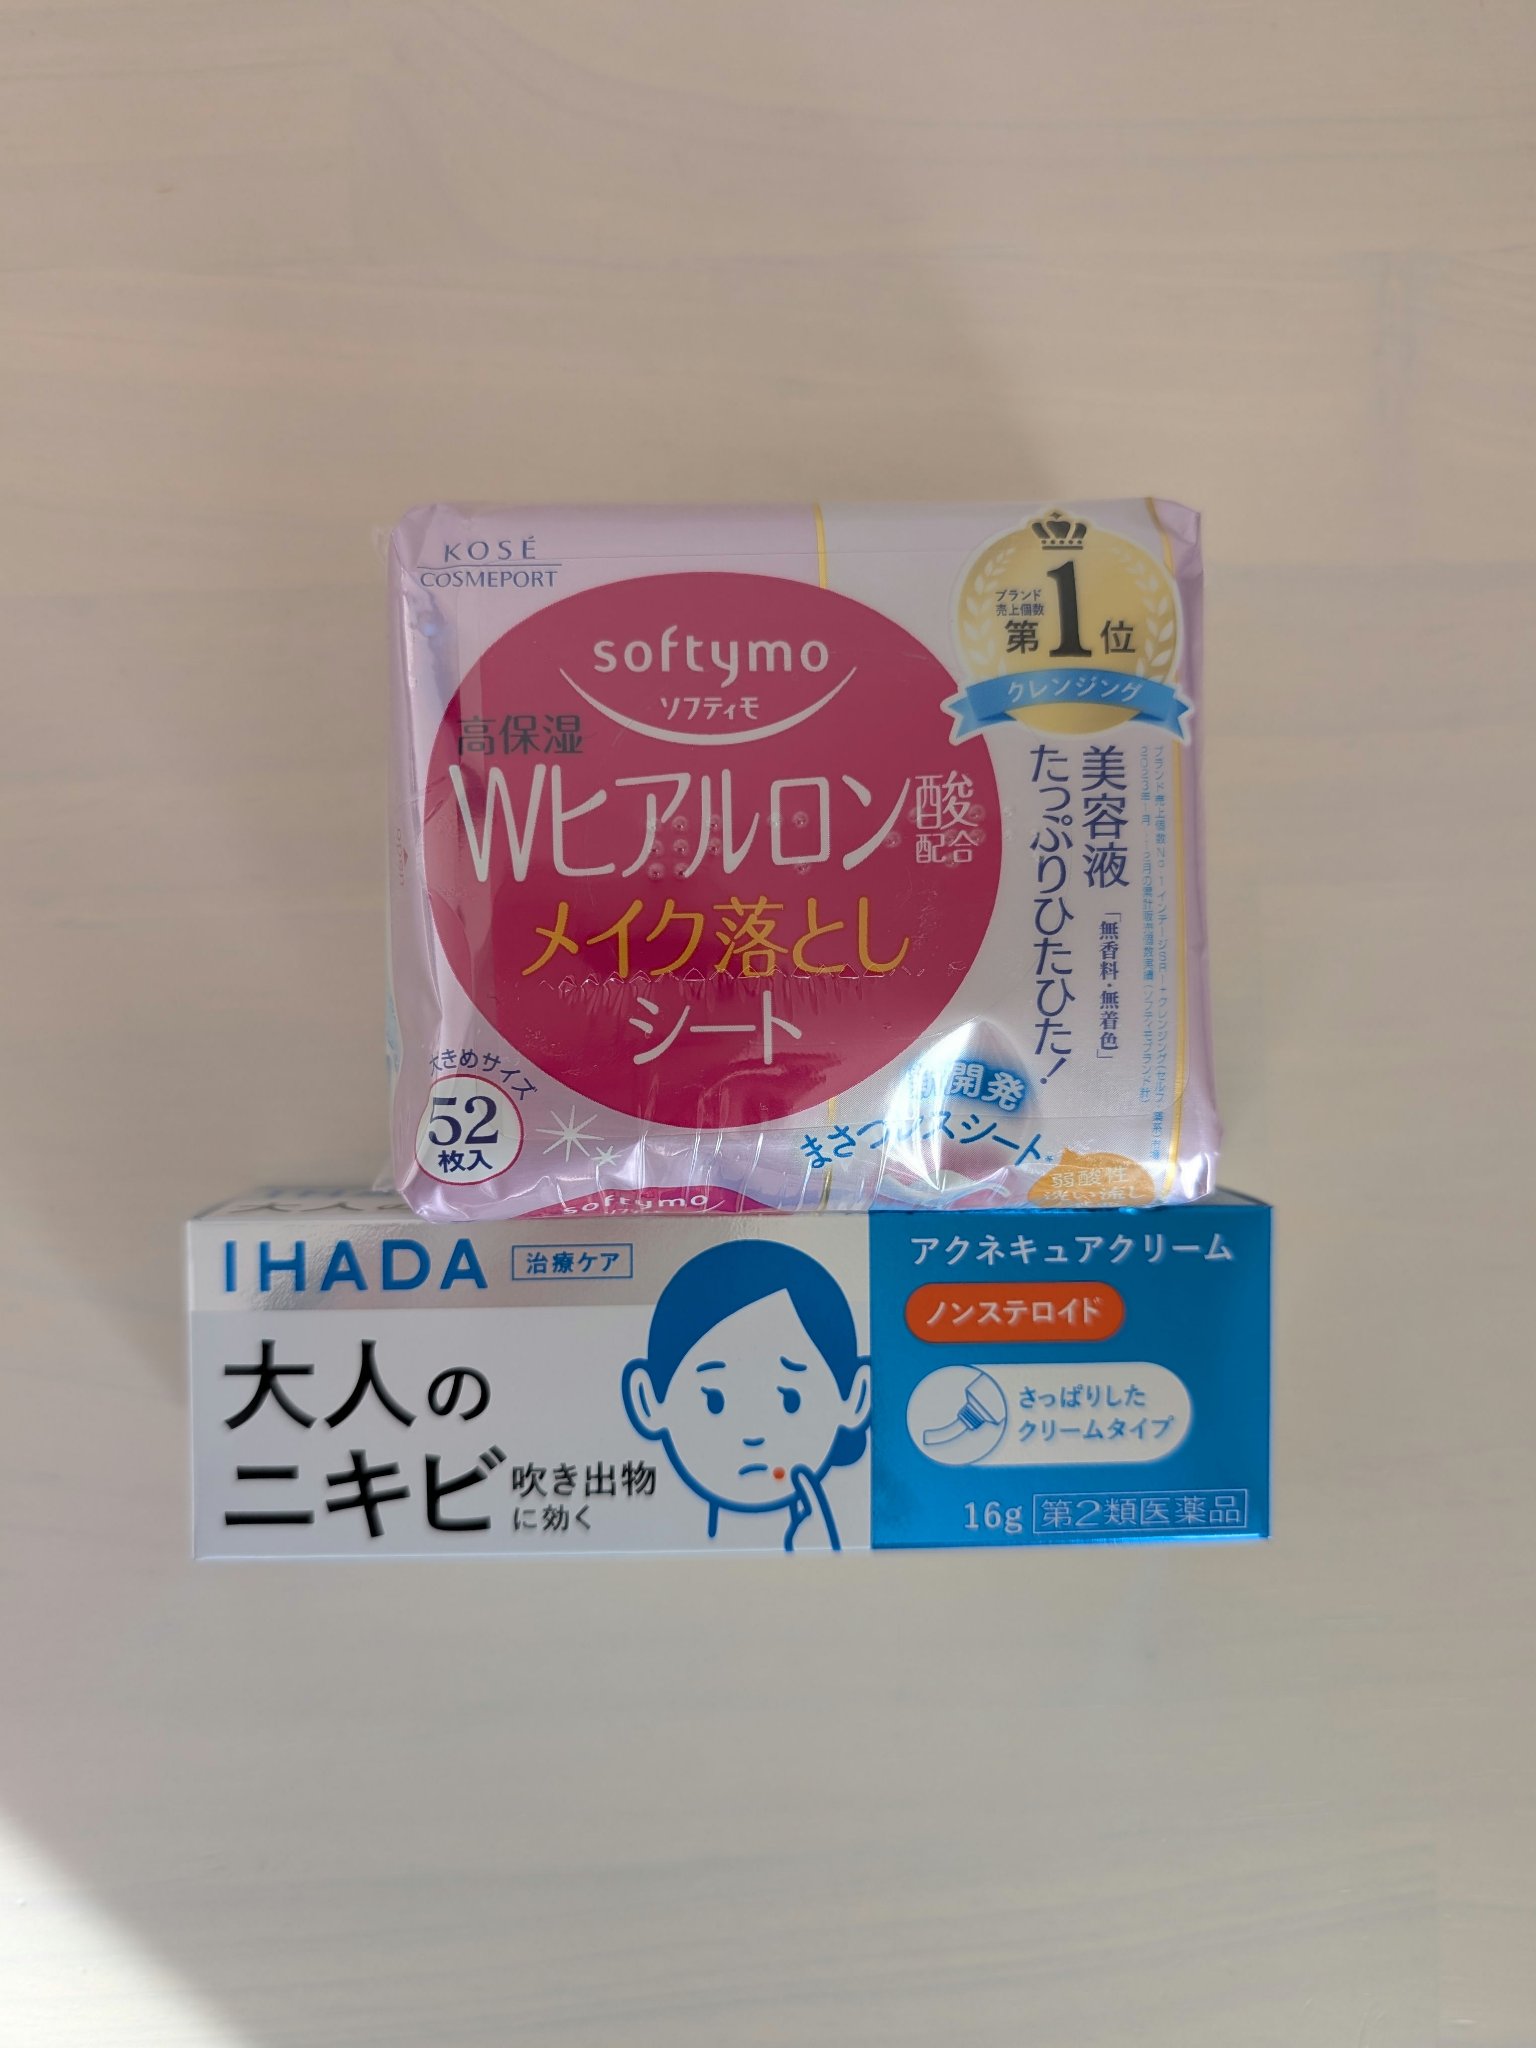 KOSÉ
COSMEPORT
softymo
ソフティモ
高保湿
Wヒアルロン酸
配合
メイク落とし
シート
大きめサイズ
52
枚入
ブランド
売上個数
第1位
クレンジング
美容液
たっぷりひたひた!
「無香料・無着色」
開発
まさつレスシート*
弱酸性
洗い流し
softymo
IHADA
治療ケア
大人の
ニキビ
吹き出物
に効く
アクネキュアクリーム
ノンステロイド
さっぱりした
クリームタイプ
16g 第2類医薬品